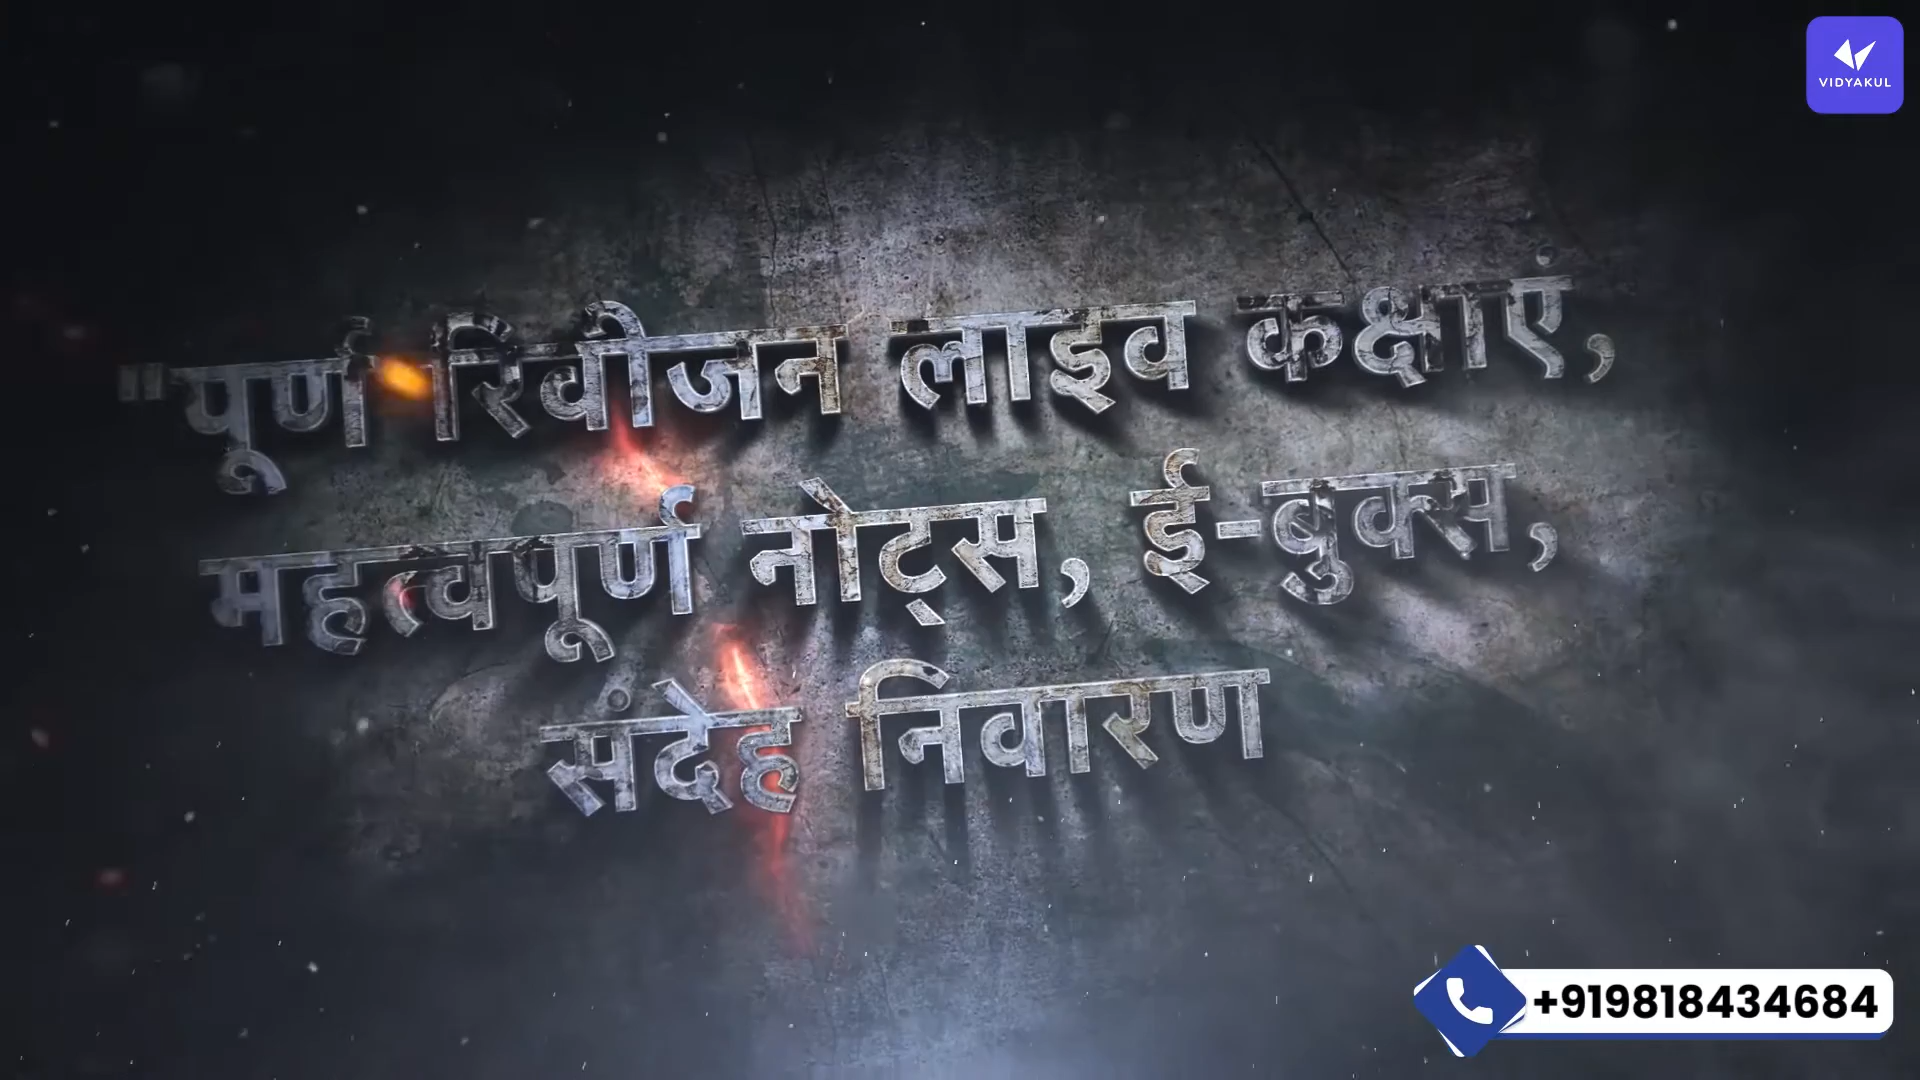 VIDYAKUL
"पूर्ण रिवीजन लाइव कक्षाएं,
महत्वपूर्ण नोट्स, ई-बुक्स,
संदेह निवारण
+919818434684